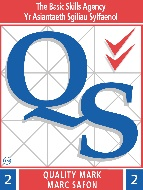 The Basic Skills Agency
Yr Asiantaeth Sgiliau Sylfaenol
QS
2 QUALITY MARK 2
MARC SAFON